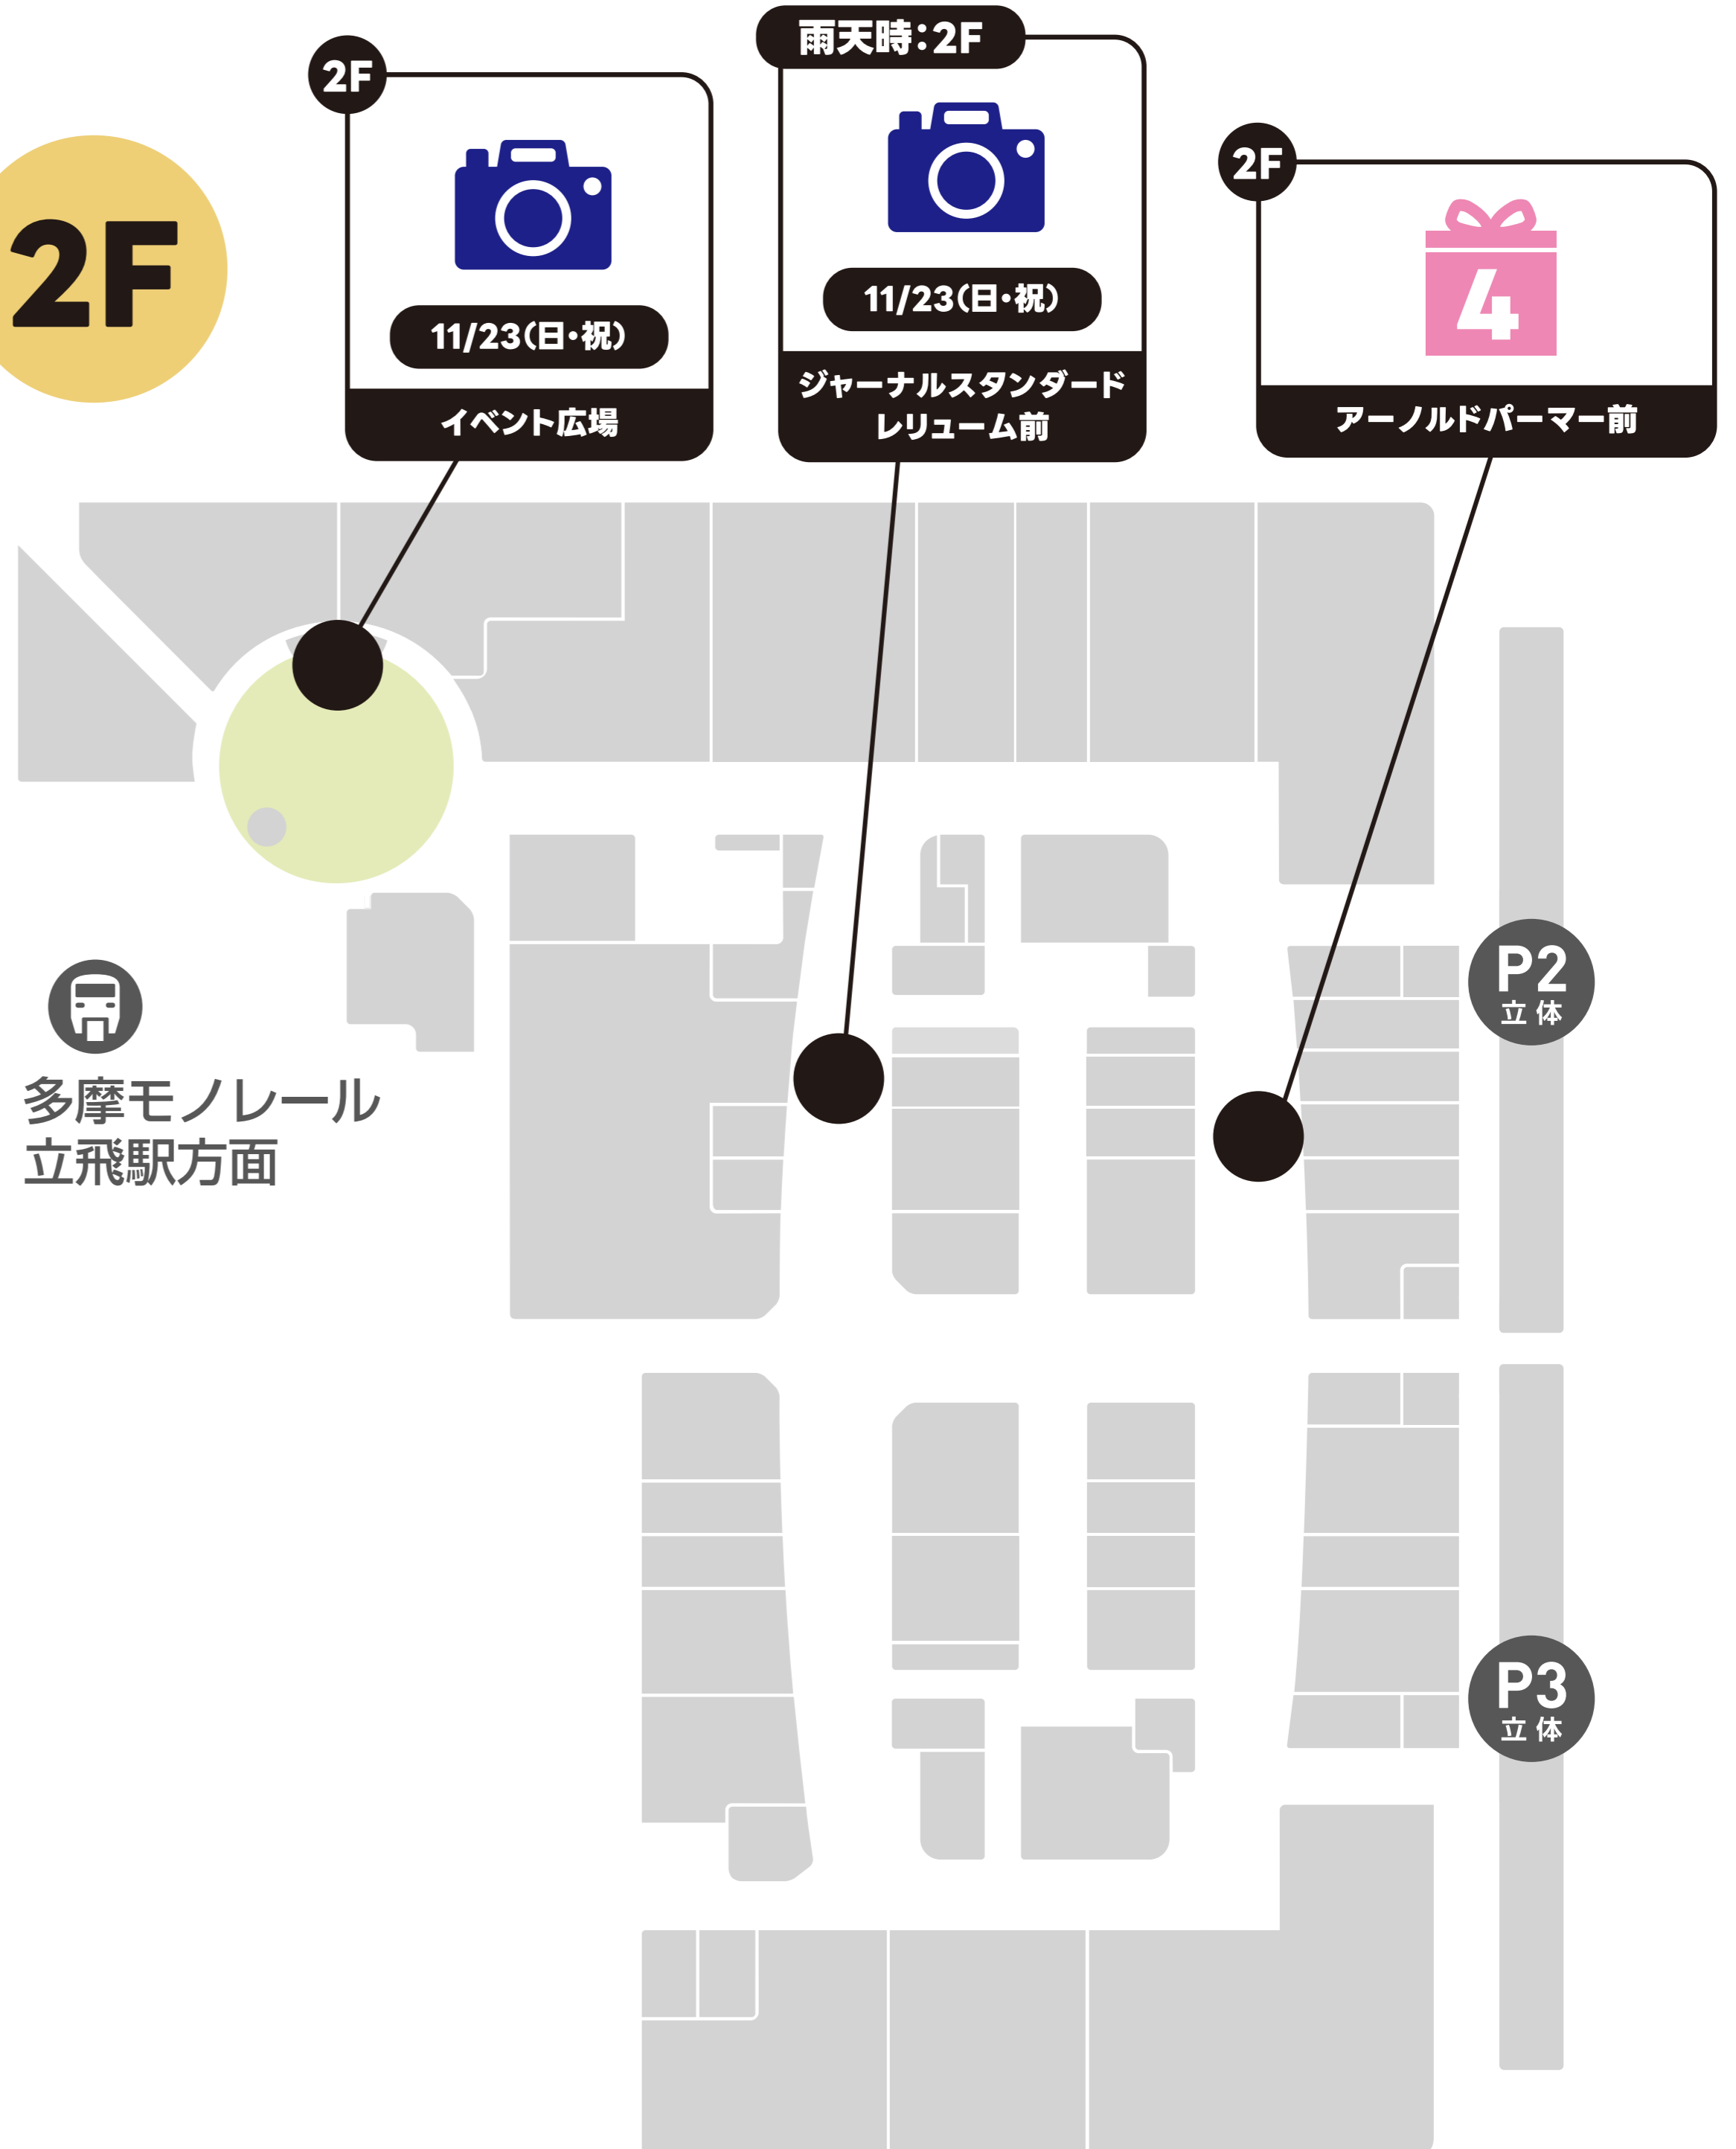 2F
2F
11/23(日・祝)
イベント広場
雨天時:2F
11/23(日・祝)
ジャーナルスタンダード
レリューム前
2F
4
アーノルドパーマー前
P2
立体
多摩モノレール
立飛駅方面
P3
立体